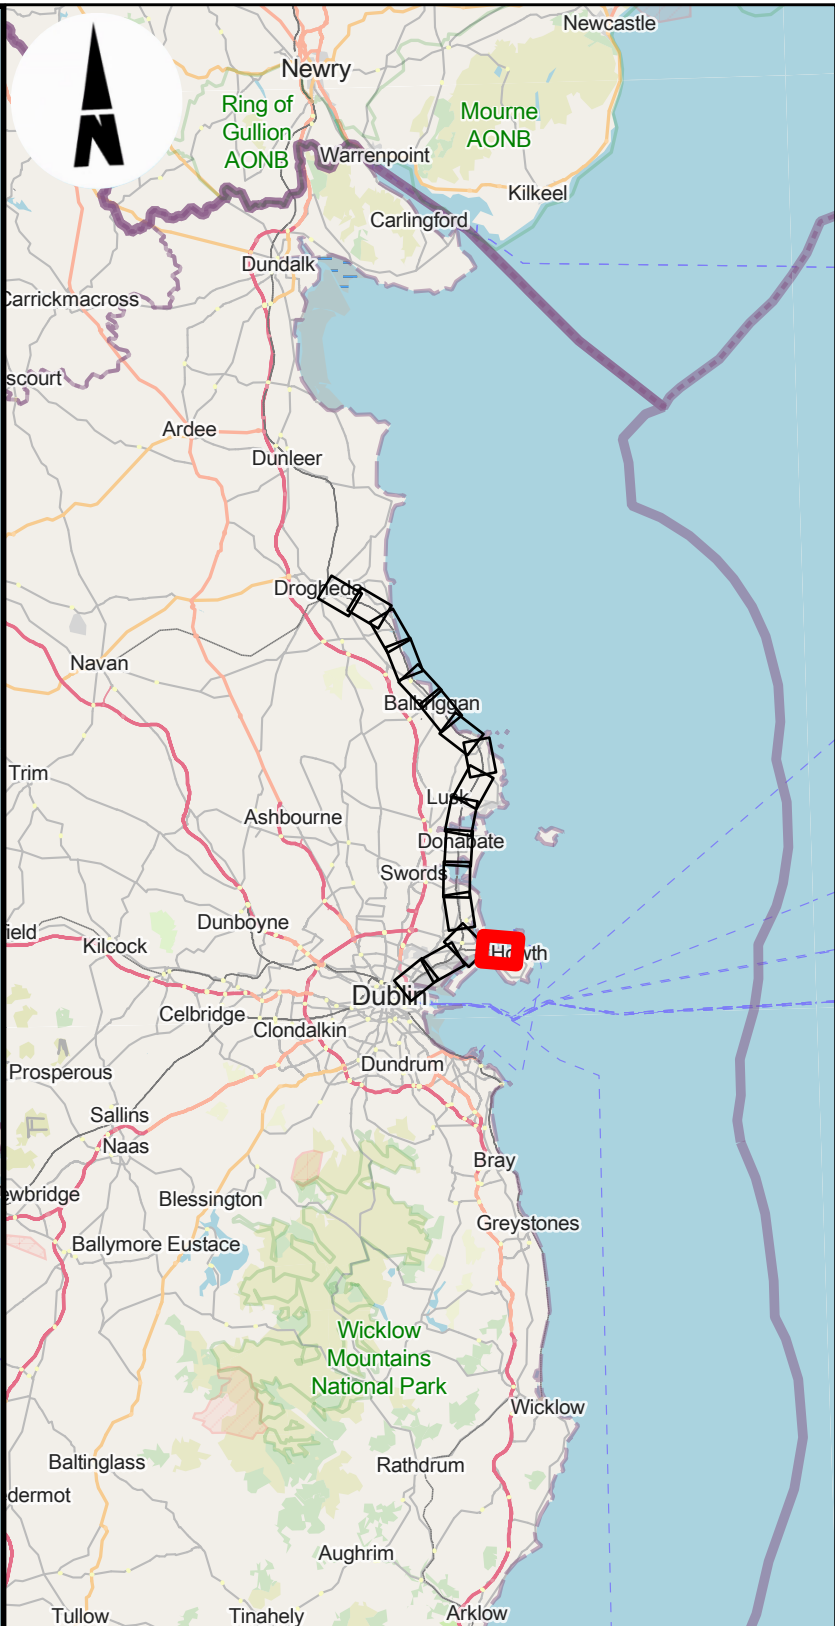 Newcastle
Newry
Ring of
Gullion
AONB
Mourne
AONB
Warrenpoint
Kilkeel
Carlingford
Dundalk
Carrickmacross
scourt
Ardee
Dunleer
Drogheda
Navan
Balbriggan
Trim
Lusk
Ashbourne
Donabate
Swords
Dunboyne
ield
Kilcock
Howth
Dublin
Celbridge
Clondalkin
Dundrum
Prosperous
Sallins
Naas
Bray
ewbridge
Blessington
Greystones
Ballymore Eustace
Wicklow
Mountains
National Park
Wicklow
Baltinglass
Rathdrum
dermot
Aughrim
Tullow
Tinahely
Arklow
N